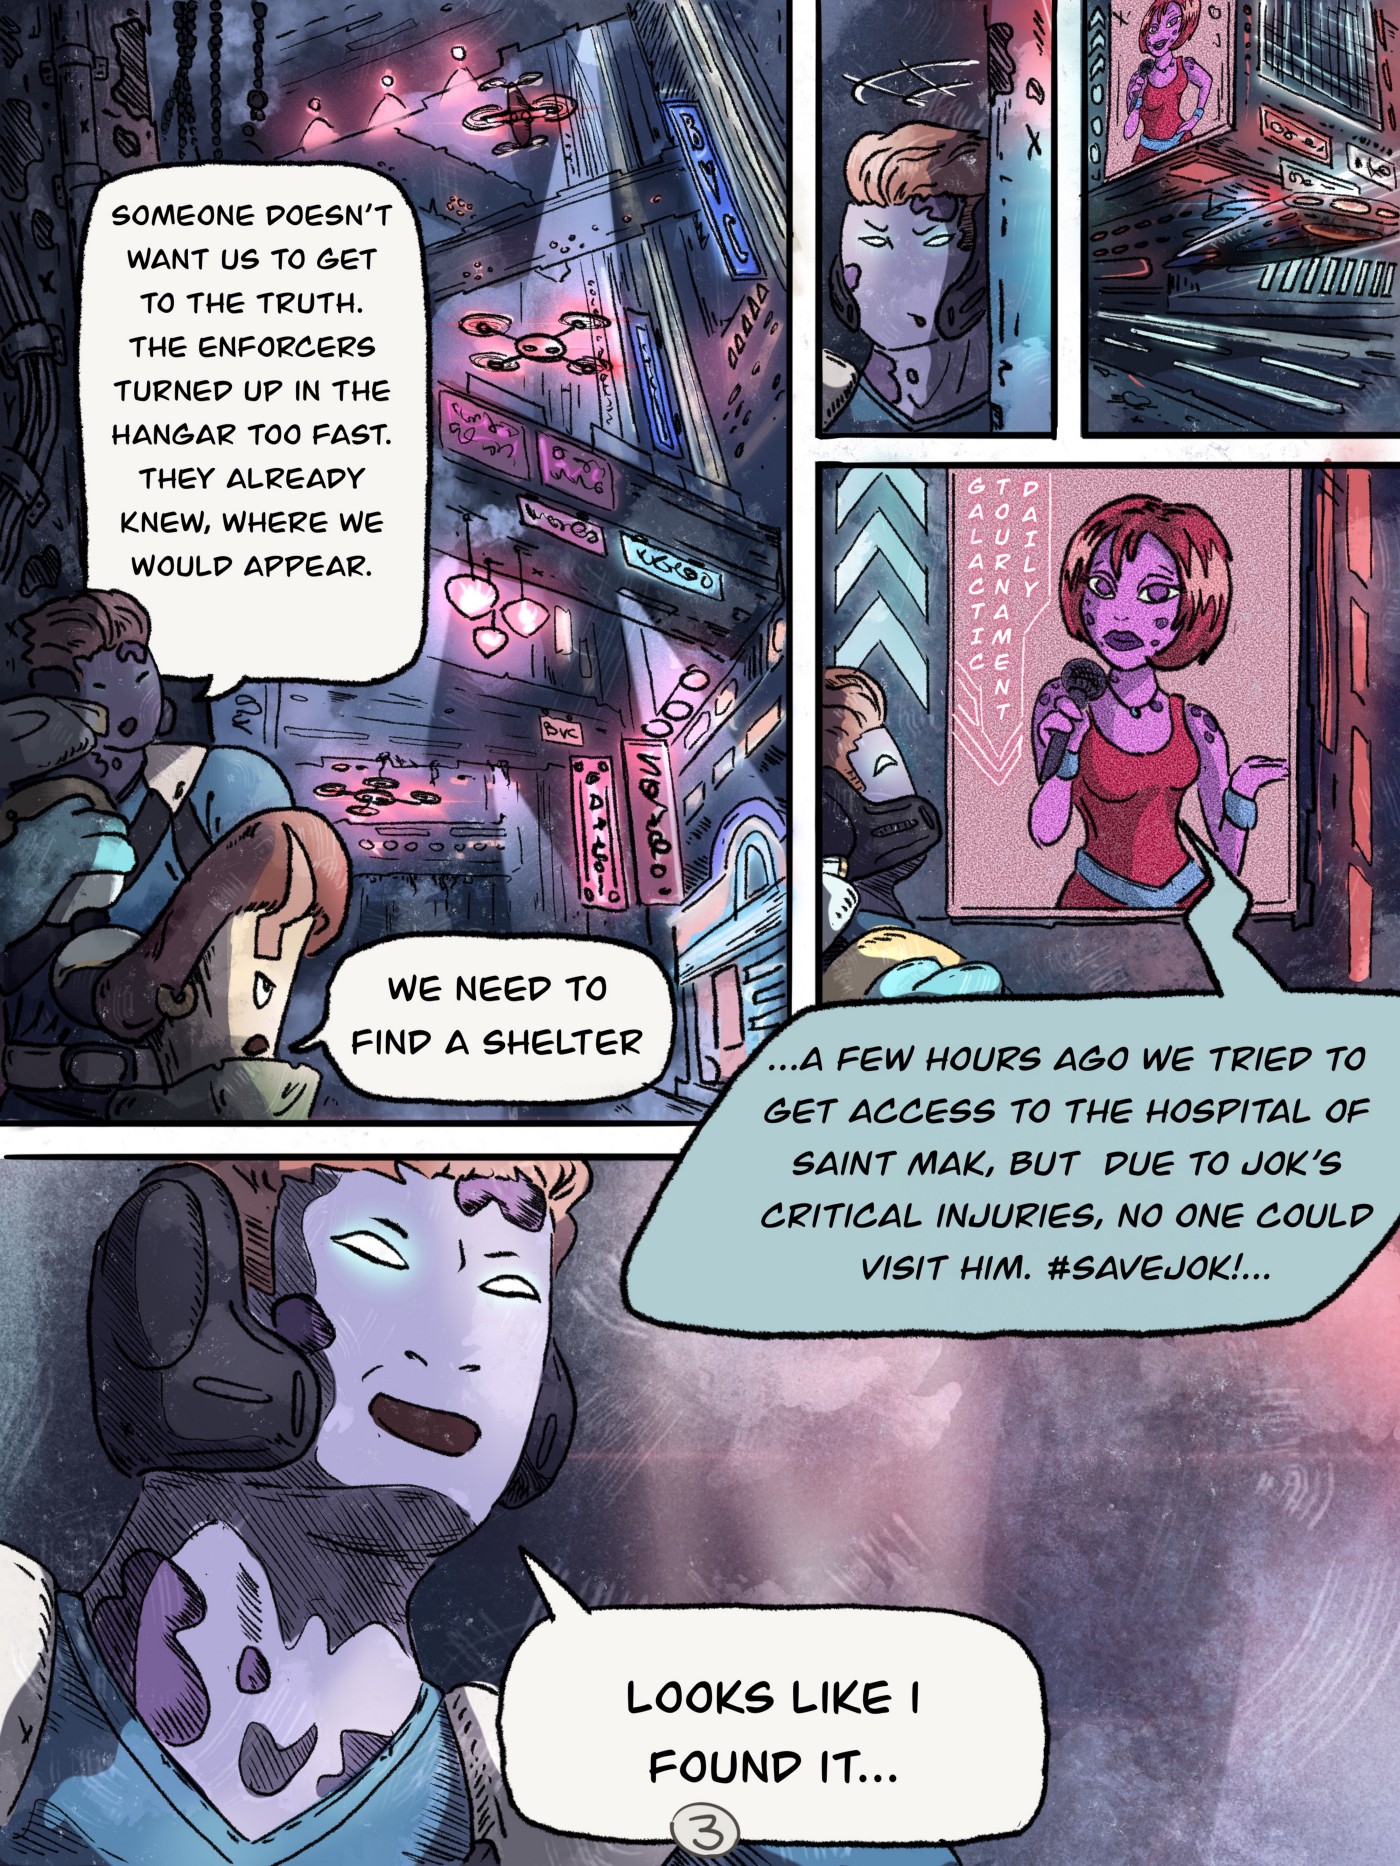 SOMEONE DOESN'T
WANT US TO GET
TO THE TRUTH.
THE ENFORCERS
TURNED UP IN THE
HANGAR TOO FAST.
THEY ALREADY
KNEW, WHERE WE
WOULD APPEAR.
WE NEED TO
FIND A SHELTER
BVC
GALACTIC
TOURNAMENT
DAILY
...A FEW HOURS AGO WE TRIED TO
GET ACCESS TO THE HOSPITAL OF
SAINT MAK, BUT DUE TO JOK'S
CRITICAL INJURIES, NO ONE COULD
VISIT HIM. #SAVEJOK!...
LOOKS LIKE I
FOUND IT...
3